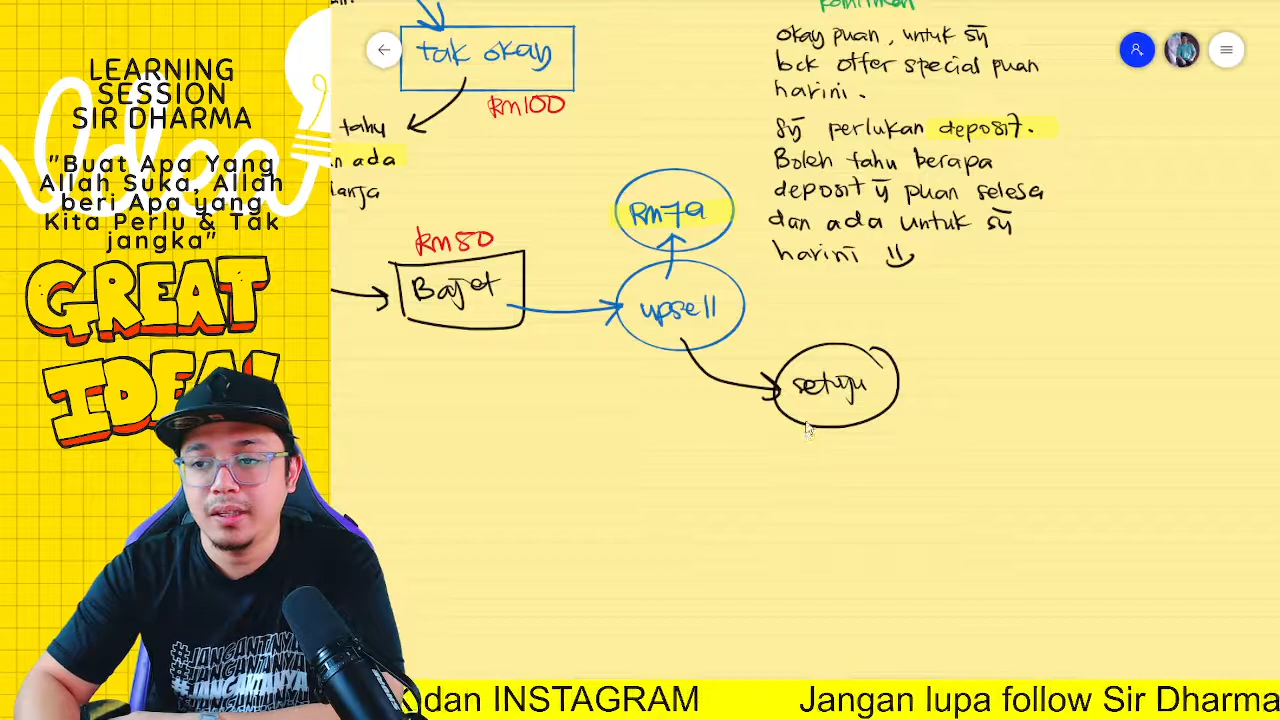 LEARNING
SESSION
SIR DHARMA
"Buat Apa Yang
Allah Suka, Allah
beri Apa yang
Kita Perlu & Tak
jangka"
GREAT
tak okay
RM100
tahu
ada
RM80
Bajet
RM79
upsell
setuju
okay puan, untuk sy
bck offer special puan
harini.
sy perlukan deposit.
Boleh tahu berapa
deposit y puan selesa
dan ada untuk sy
harini
#JANGANTANYA
#JANGANTANYA
#JANGANTANYA
dan INSTAGRAM
Jangan lupa follow Sir Dharma